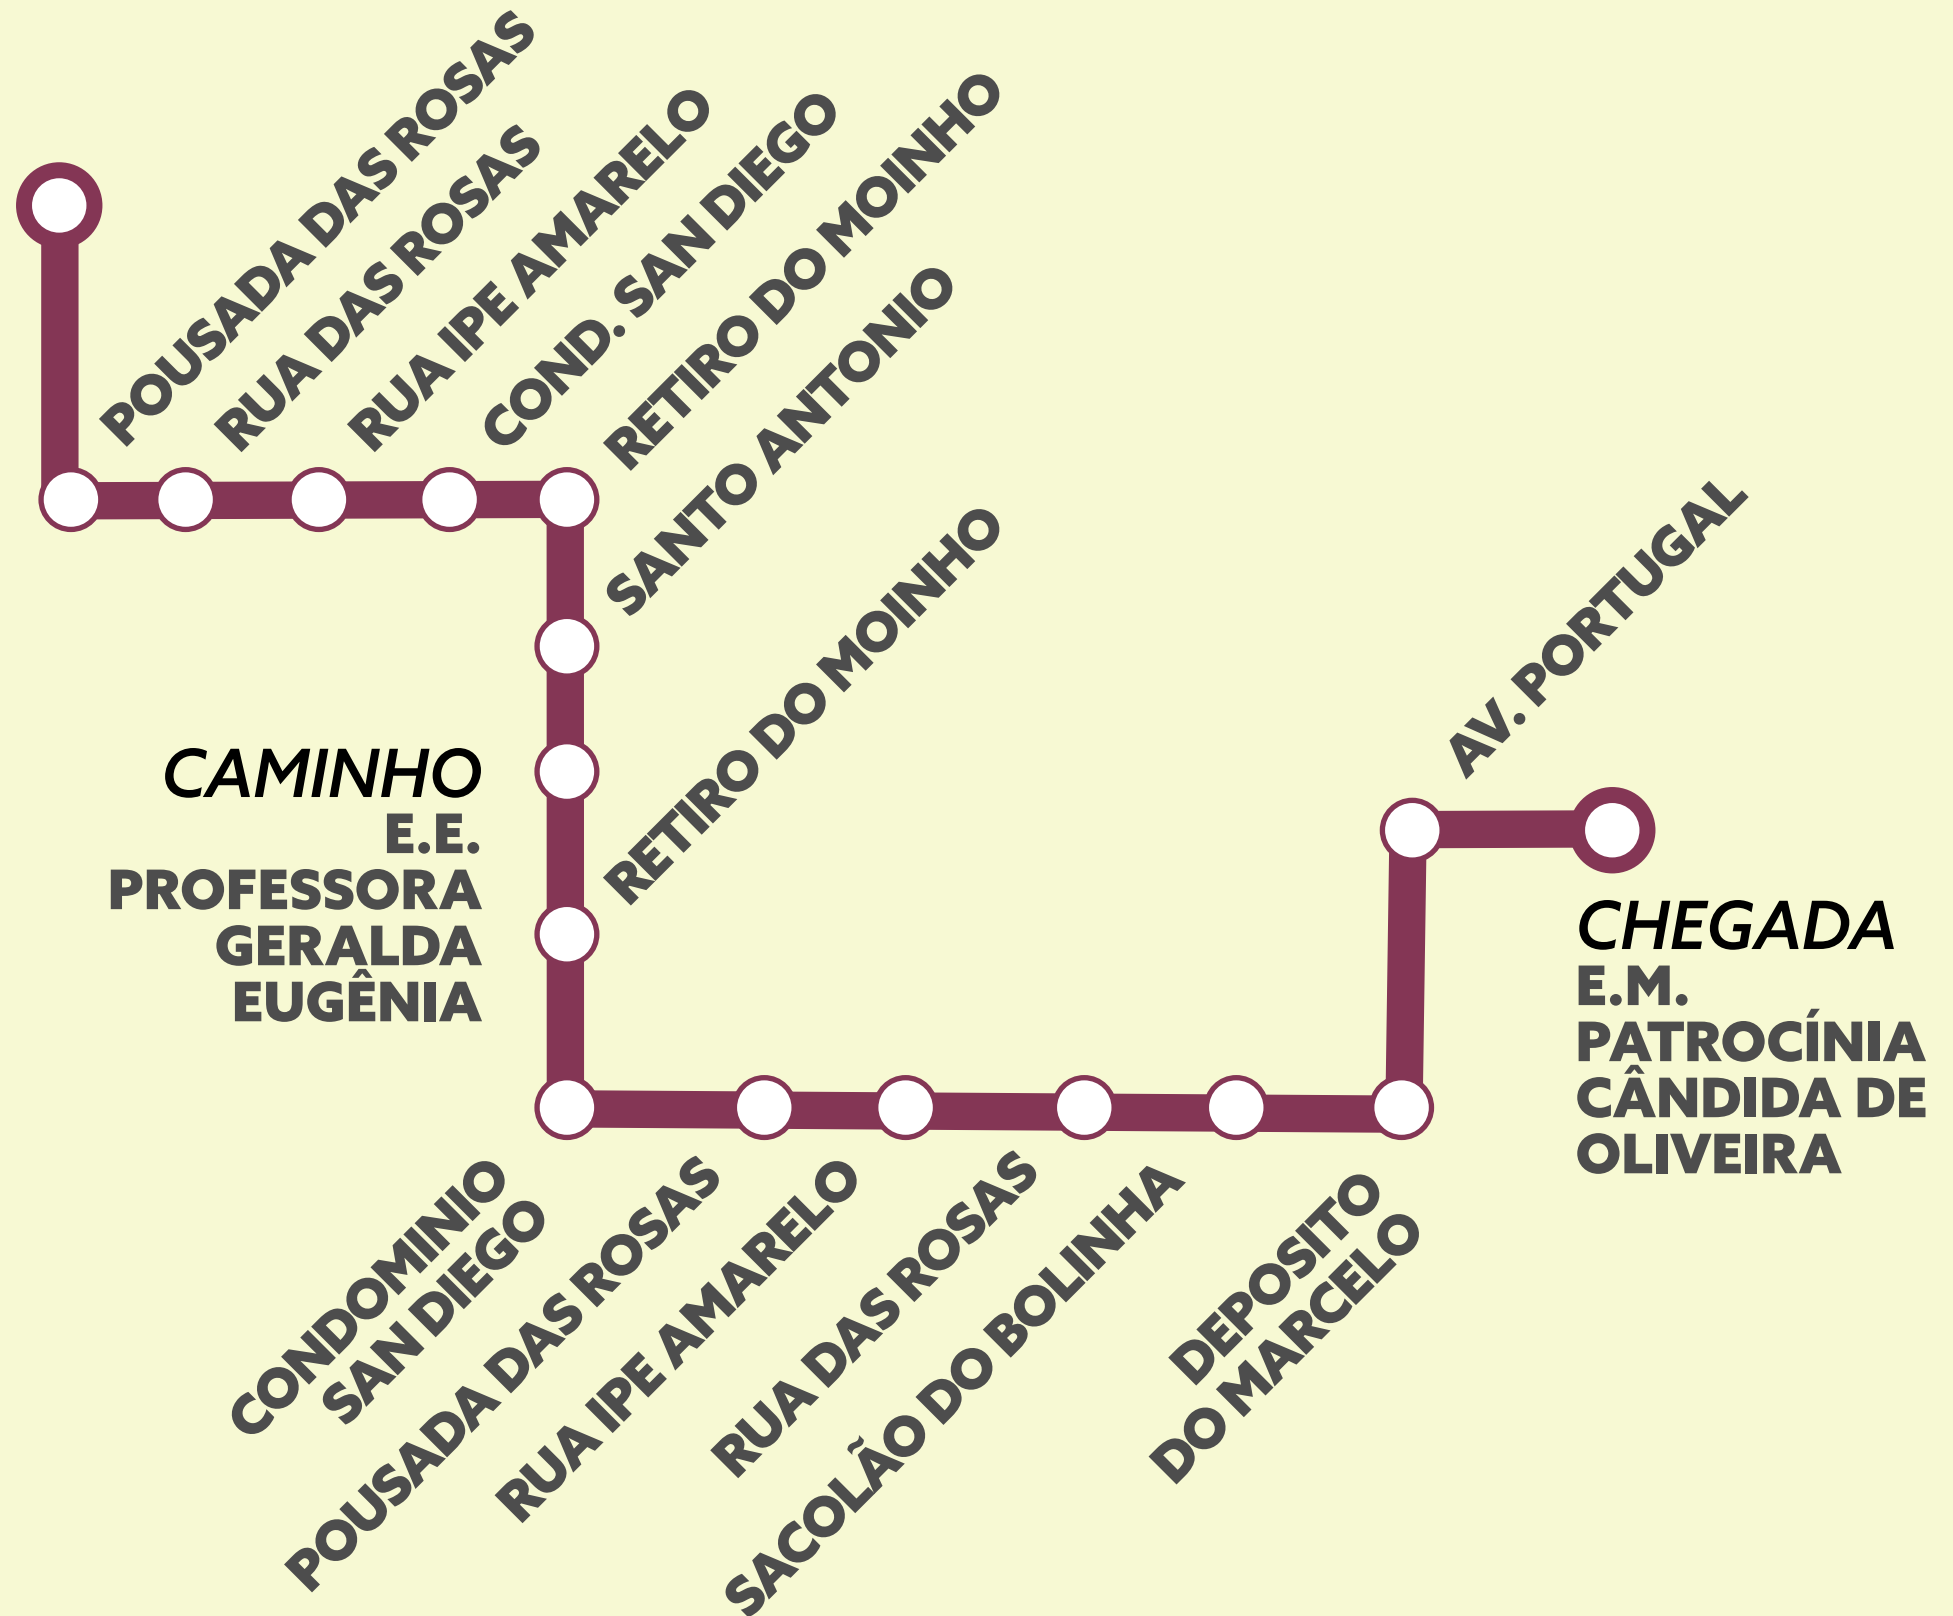 POUSADA DAS ROSAS
RUA DAS ROSAS
RUA IPE AMARELO
COND. SAN DIEGO
RETIRO DO MOINHO
SANTO ANTONIO
CAMINHO
E.E.
PROFESSORA
GERALDA
EUGÊNIA
RETIRO DO MOINHO
CONDOMINIO
SAN DIEGO
POUSADA DAS ROSAS
RUA IPE AMARELO
RUA DAS ROSAS
SACOLÃO DO BOLINHA
DEPOSITO
DO MARCELO
AV. PORTUGAL
CHEGADA
E.M.
PATROCÍNIA
CÂNDIDA DE
OLIVEIRA